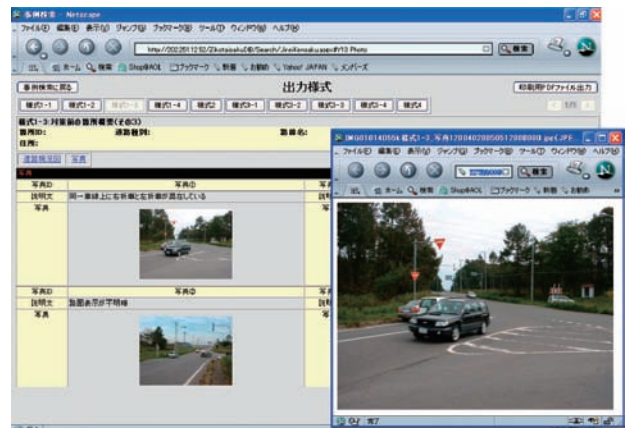 事例検索 - Netscape
ファイル(F) 編集(E) 表示(V) ジャンプ(G) ブックマーク(B) ツール(T) ウィンドウ(W) ヘルプ(H)
検索
ホーム 検索 Shop@AOL ブックマーク 新着 お勧め Yahoo! JAPAN メンバーズ
事例検索に戻る
出力様式
印刷用PDFファイル出力
様式1-1 様式1-2 様式1-3 様式1-4 様式2 様式3-1 様式3-2 様式3-3 様式3-4 様式4
1/5
様式1-3:対策前の箇所概要(その3)
箇所ID: 道路種別: 路線名:
住所:
道路概況図 写真
写真
写真ID 写真①
説明文 同一車線上に右折車と左折車が混在している
写真
写真ID 写真②
説明文 路面表示が不明確
写真
ファイル(F) 編集(E) 表示(V) ジャンプ(G) ブックマーク(B) ツール(T) ウィンドウ(W) ヘルプ(H)
検索
ホーム 検索 Shop@AOL ブックマーク 新着 お勧め
完了